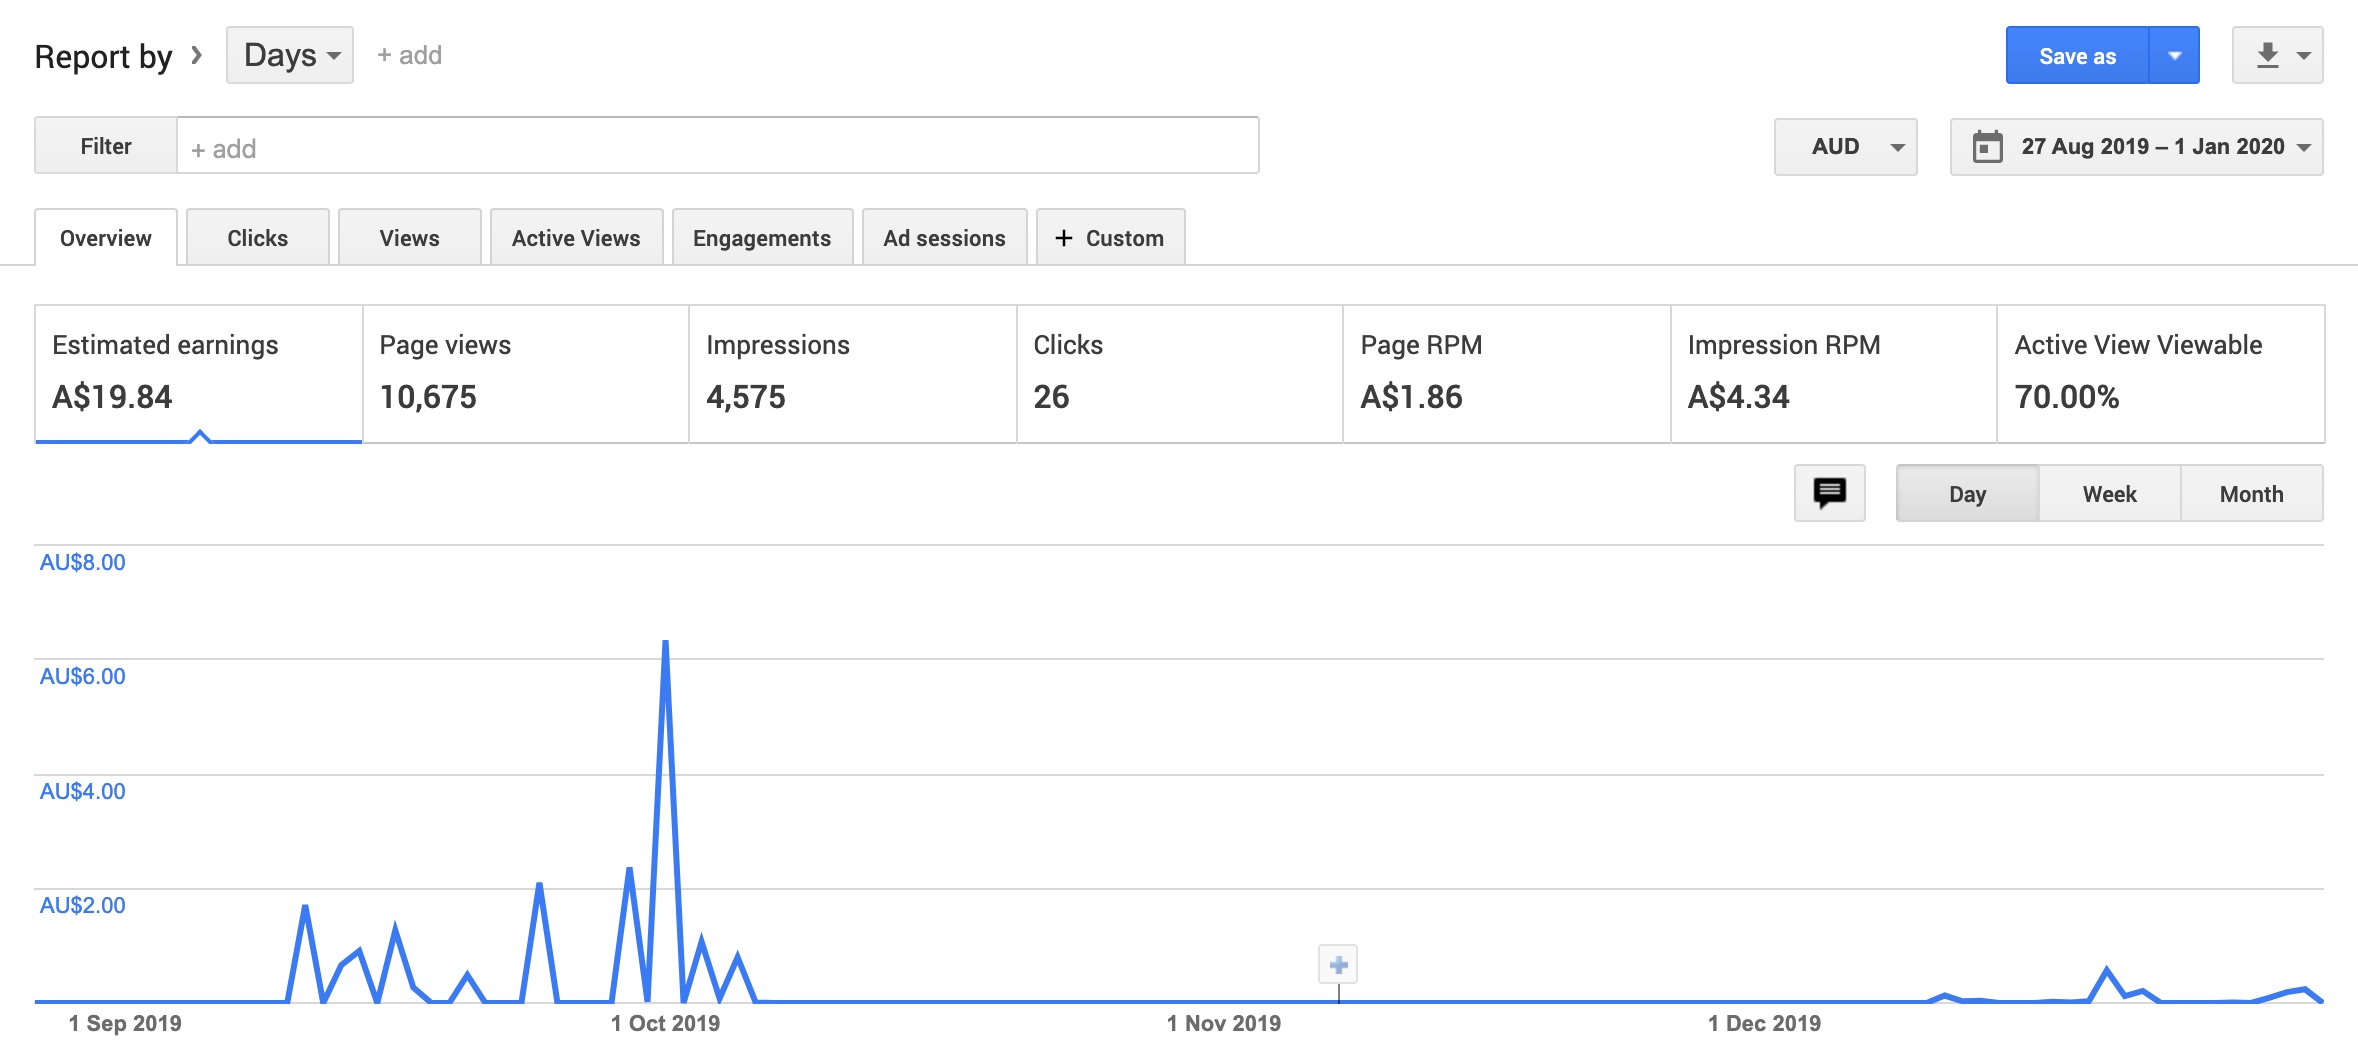 Report by › Days + add Save as
Filter + add AUD 27 Aug 2019 – 1 Jan 2020
Overview Clicks Views Active Views Engagements Ad sessions + Custom
Estimated earnings Page views Impressions Clicks Page RPM Impression RPM Active View Viewable
A$19.84 10,675 4,575 26 A$1.86 A$4.34 70.00%
Day Week Month
AU$8.00
AU$6.00
AU$4.00
AU$2.00
1 Sep 2019 1 Oct 2019 1 Nov 2019 1 Dec 2019